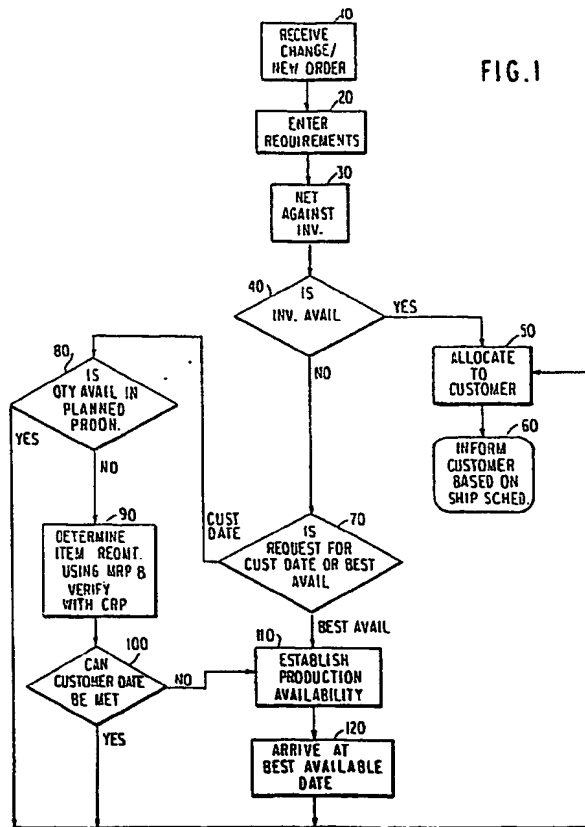 FIG.1
10
RECEIVE
CHANGE/
NEW ORDER
20
ENTER
REQUIREMENTS
30
NET
AGAINST
INV.
40
IS
INV. AVAIL
YES
NO
50
ALLOCATE
TO
CUSTOMER
60
INFORM
CUSTOMER
BASED ON
SHIP SCHED.
70
IS
REQUEST FOR
CUST DATE OR BEST
AVAIL
CUST
DATE
BEST AVAIL
80
IS
QTY AVAIL IN
PLANNED
PRODN.
YES
NO
90
DETERMINE
ITEM REQMT.
USING MRP &
VERIFY
WITH CRP
100
CAN
CUSTOMER DATE
BE MET
NO
YES
110
ESTABLISH
PRODUCTION
AVAILABILITY
120
ARRIVE AT
BEST AVAILABLE
DATE